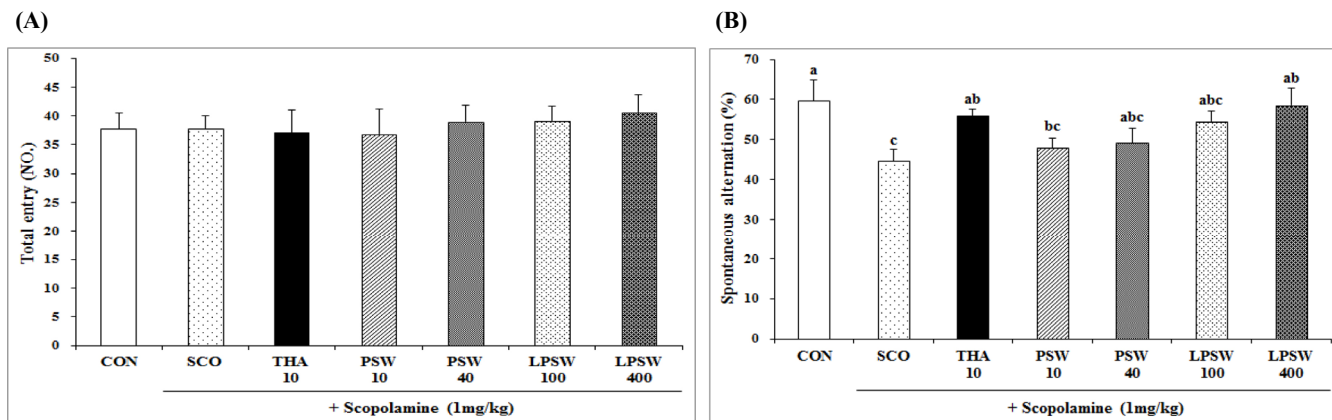 (A)
Total entry (NO.)
50
45
40
35
30
25
20
15
10
5
0
CON SCO THA 10 PSW 10 PSW 40 LPSW 100 LPSW 400
+ Scopolamine (1mg/kg)
(B)
Spontaneous alternation (%)
70
60
50
40
30
20
10
0
a c ab bc abc abc ab
CON SCO THA 10 PSW 10 PSW 40 LPSW 100 LPSW 400
+ Scopolamine (1mg/kg)